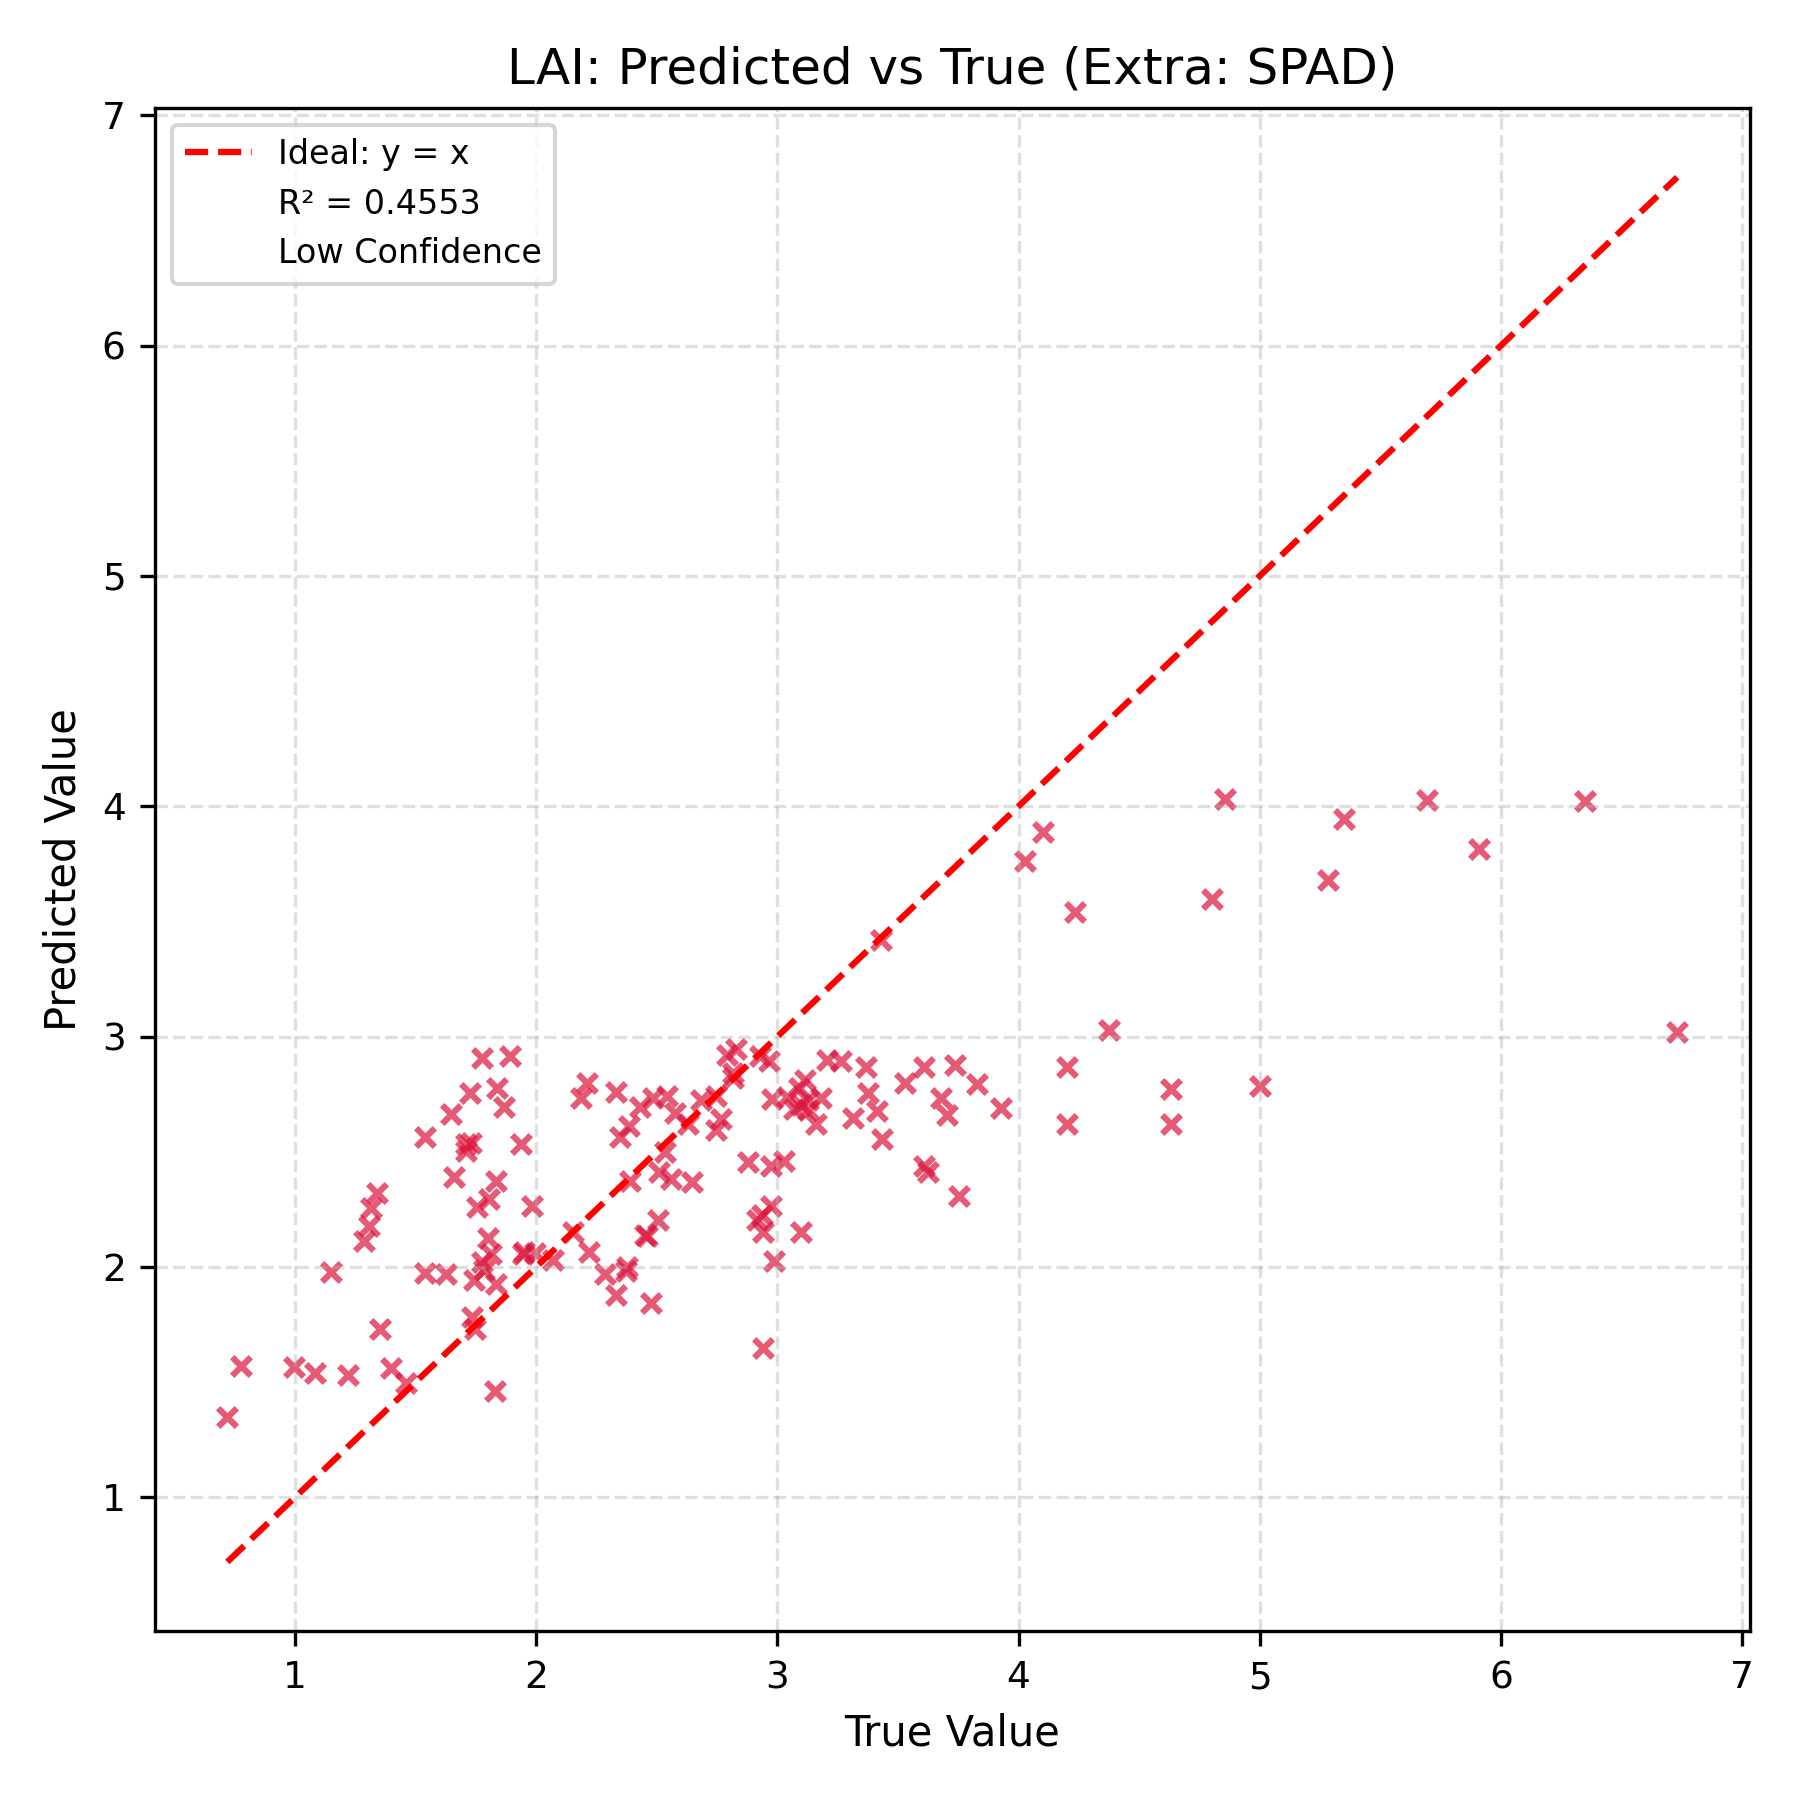 LAI: Predicted vs True (Extra: SPAD)
Ideal: y = x
R² = 0.4553
Low Confidence
7
6
5
4
3
2
1
Predicted Value
1 2 3 4 5 6 7
True Value